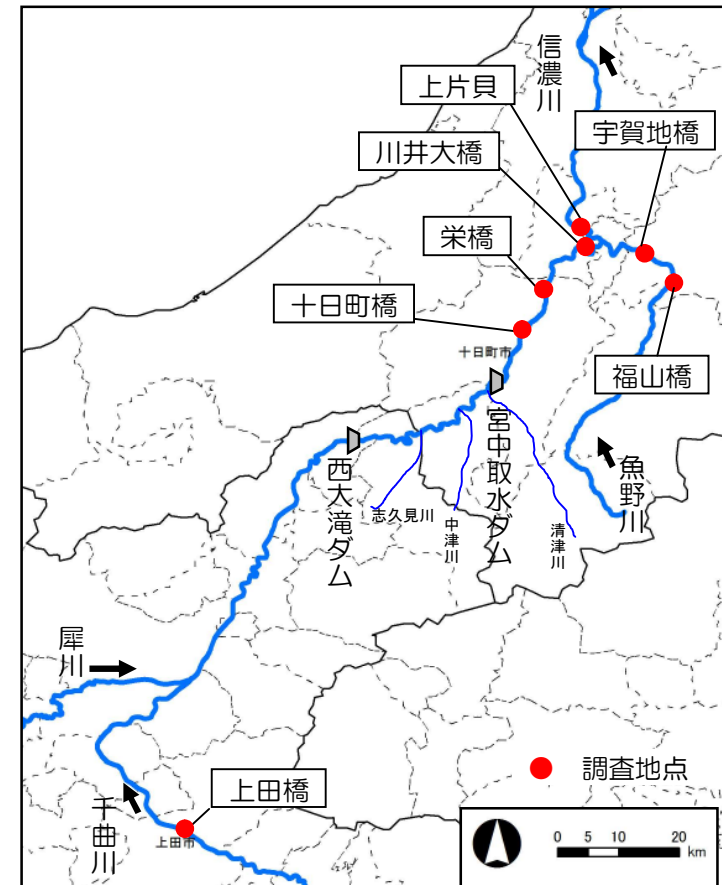 信濃川
上片貝
宇賀地橋
川井大橋
栄橋
十日町橋
十日町市
福山橋
宮中取水ダム
魚野川
西大滝ダム
志久見川
中津川
清津川
犀川
調査地点
上田橋
千曲川
上田市
0 5 10 20
km